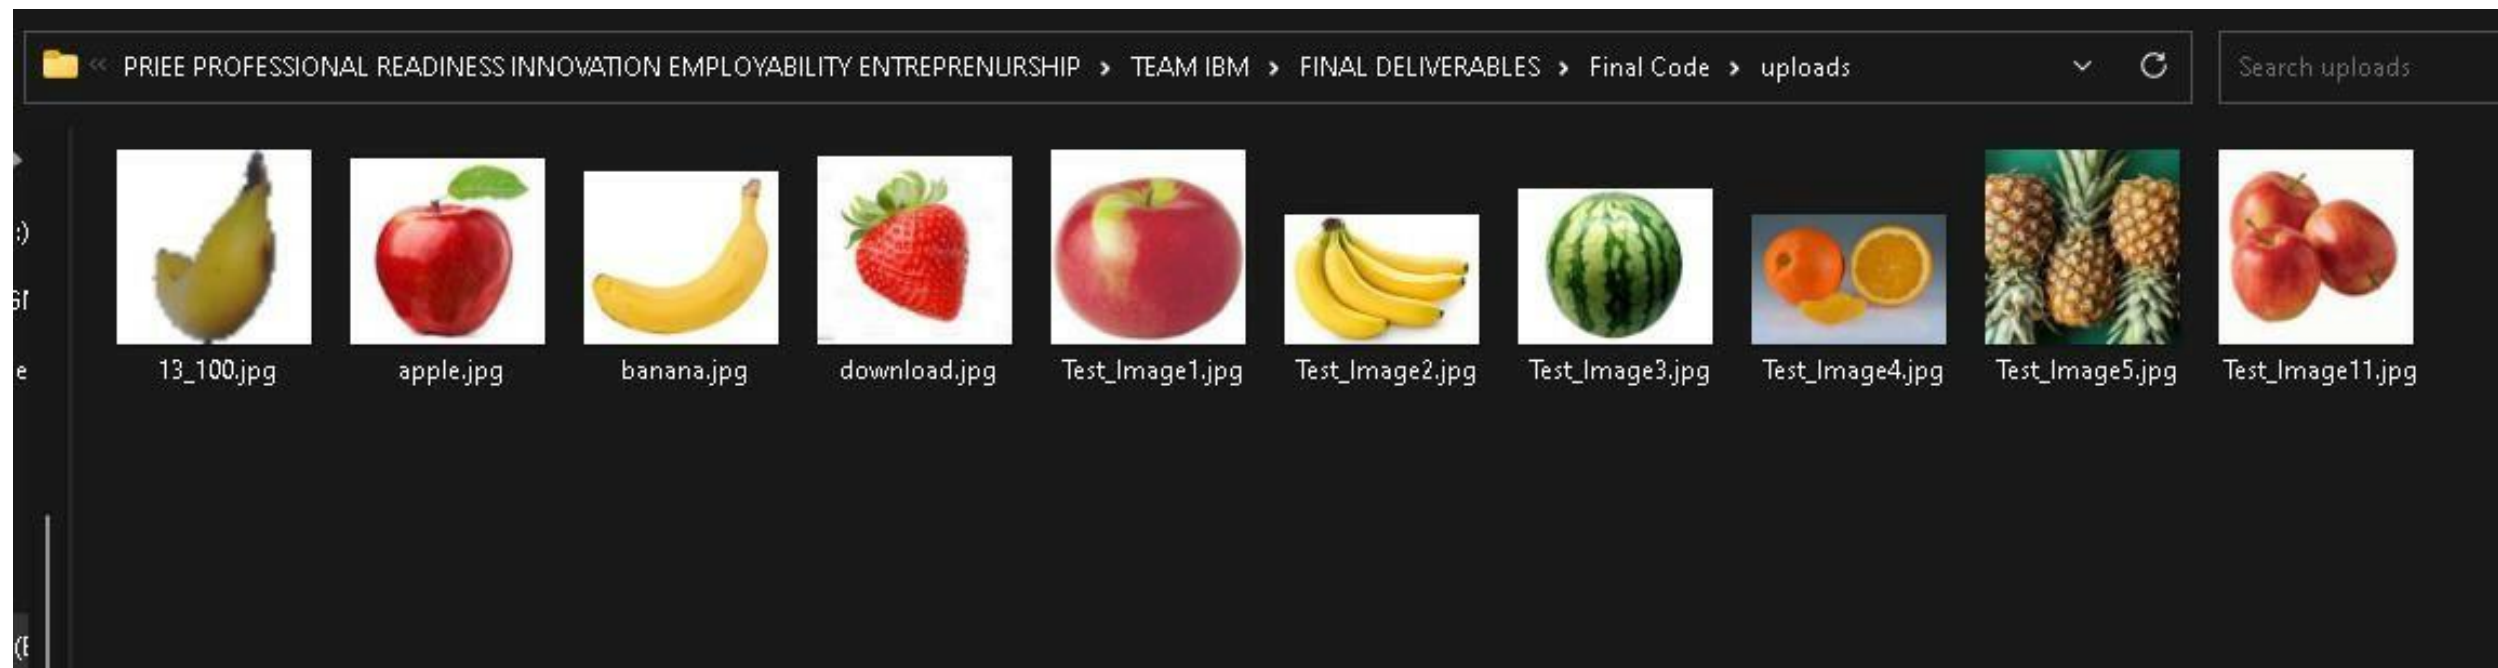 « PRIEE PROFESSIONAL READINESS INNOVATION EMPLOYABILITY ENTREPRENURSHIP > TEAM IBM > FINAL DELIVERABLES > Final Code > uploads
Search uploads
:)
e
(E
13_100.jpg
apple.jpg
banana.jpg
download.jpg
Test_Image1.jpg
Test_Image2.jpg
Test_Image3.jpg
Test_Image4.jpg
Test_Image5.jpg
Test_Image11.jpg